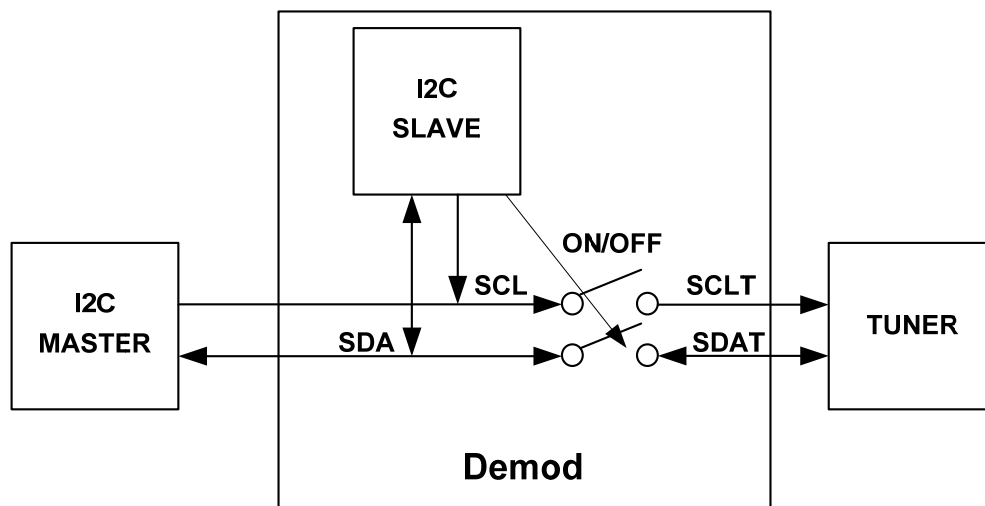 I2C
SLAVE
ON/OFF
I2C
MASTER
SCL
SCLT
SDA
SDAT
TUNER
Demod